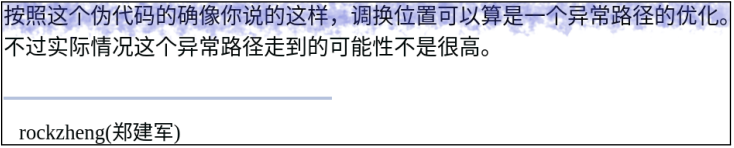 按照这个伪代码的确像你说的这样，调换位置可以算是一个异常路径的优化。
不过实际情况这个异常路径走到的可能性不是很高。
rockzheng(郑建军)